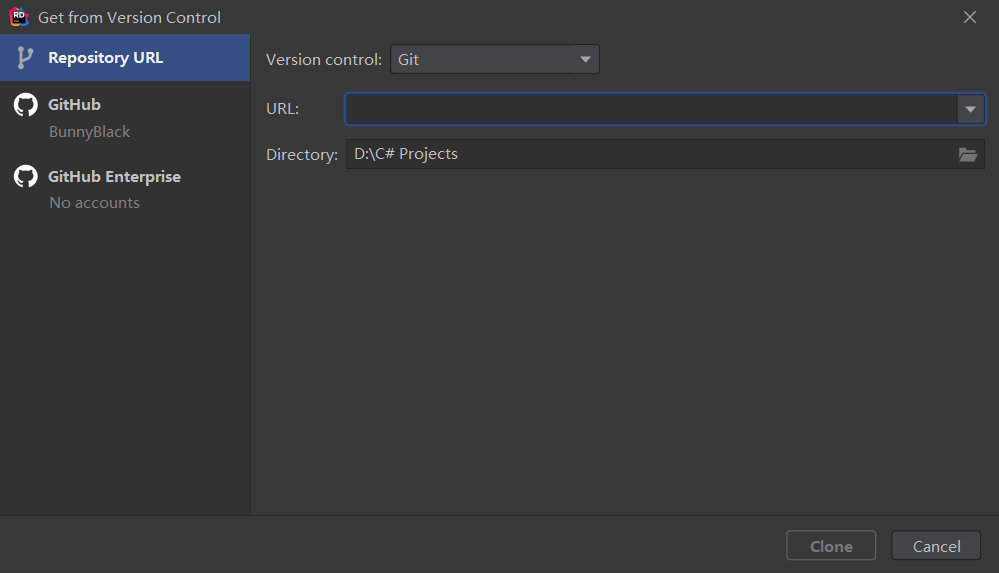 Get from Version Control
Repository URL
GitHub
BunnyBlack
GitHub Enterprise
No accounts
Version control: Git
URL:
Directory: D:\C# Projects
Clone
Cancel